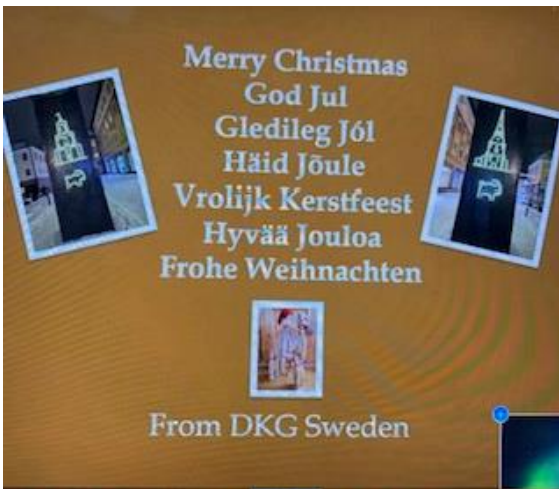 Merry Christmas
God Jul
Gledileg Jól
Häid Jõule
Vrolijk Kerstfeest
Hyvää Jouloa
Frohe Weihnachten
From DKG Sweden